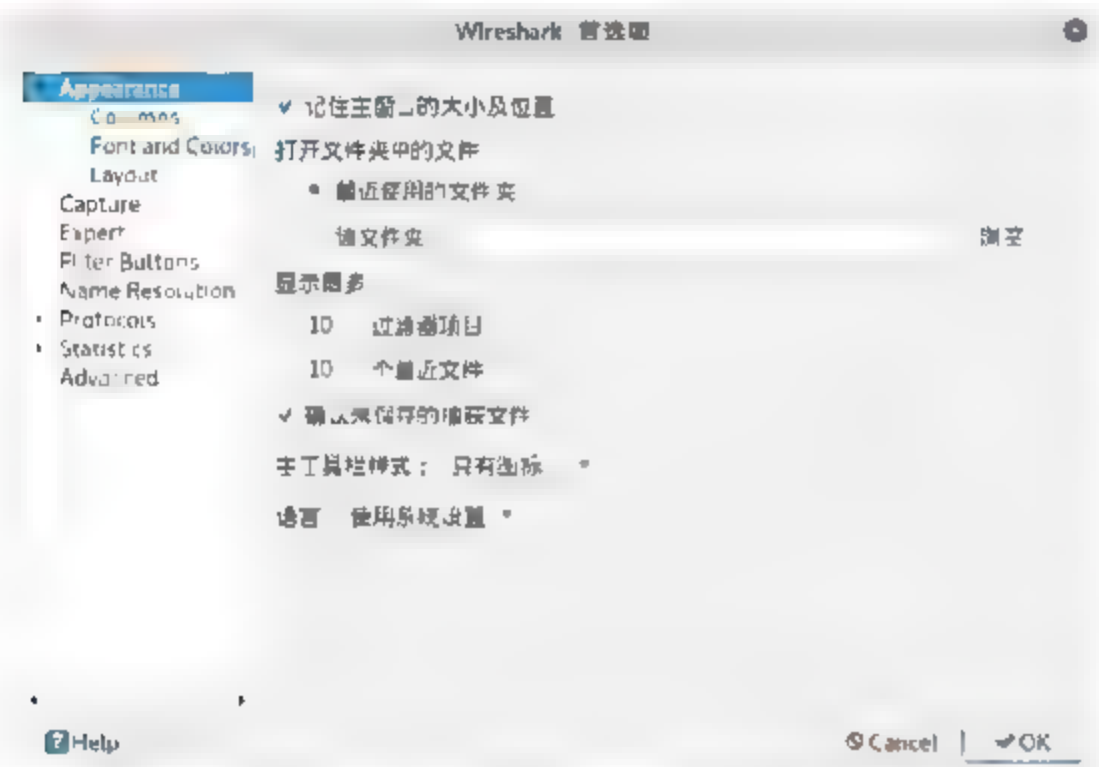 Wireshark 首选项
Appearance
Columns
Font and Colors
Layout
Capture
Expert
Filter Buttons
Name Resolution
Protocols
Statistics
Advanced
记住主窗口的大小及位置
打开文件夹中的文件
最近使用的文件夹
该文件夹
浏览
显示最多
10 过滤器项目
10 个最近文件
确认未保存的捕获文件
主工具栏样式： 只有图标
语言 使用系统设置
Help
Cancel
OK